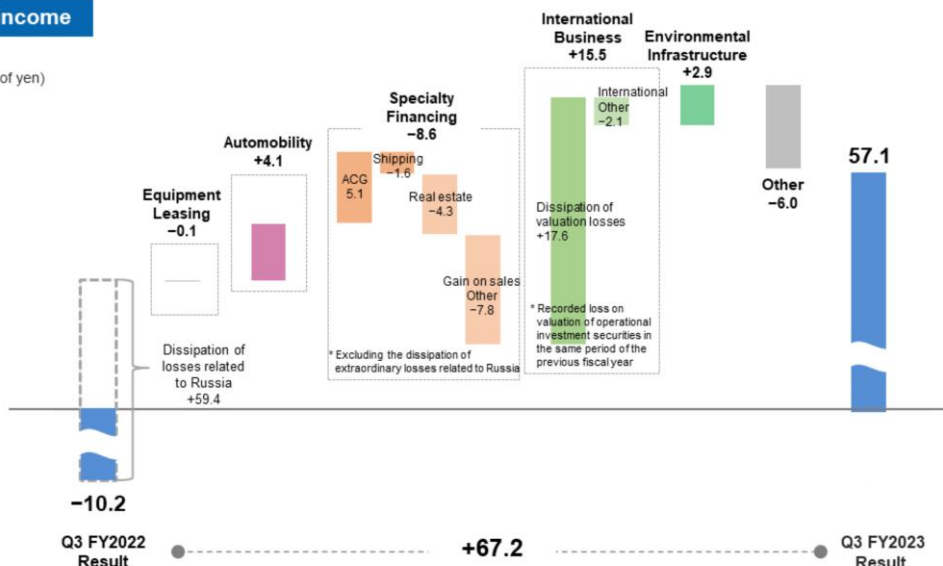 ncome
of yen)
Equipment
Leasing
−0.1
Automobility
+4.1
Specialty
Financing
−8.6
ACG
5.1
Shipping
−1.6
Real estate
−4.3
Gain on sales
Other
−7.8
* Excluding the dissipation of
extraordinary losses related to Russia
International
Business
+15.5
International
Other
−2.1
Dissipation of
valuation losses
+17.6
* Recorded loss on
valuation of operational
investment securities in
the same period of the
previous fiscal year
Environmental
Infrastructure
+2.9
Other
−6.0
57.1
Dissipation of
losses related
to Russia
+59.4
−10.2
Q3 FY2022
Result
+67.2
Q3 FY2023
Result